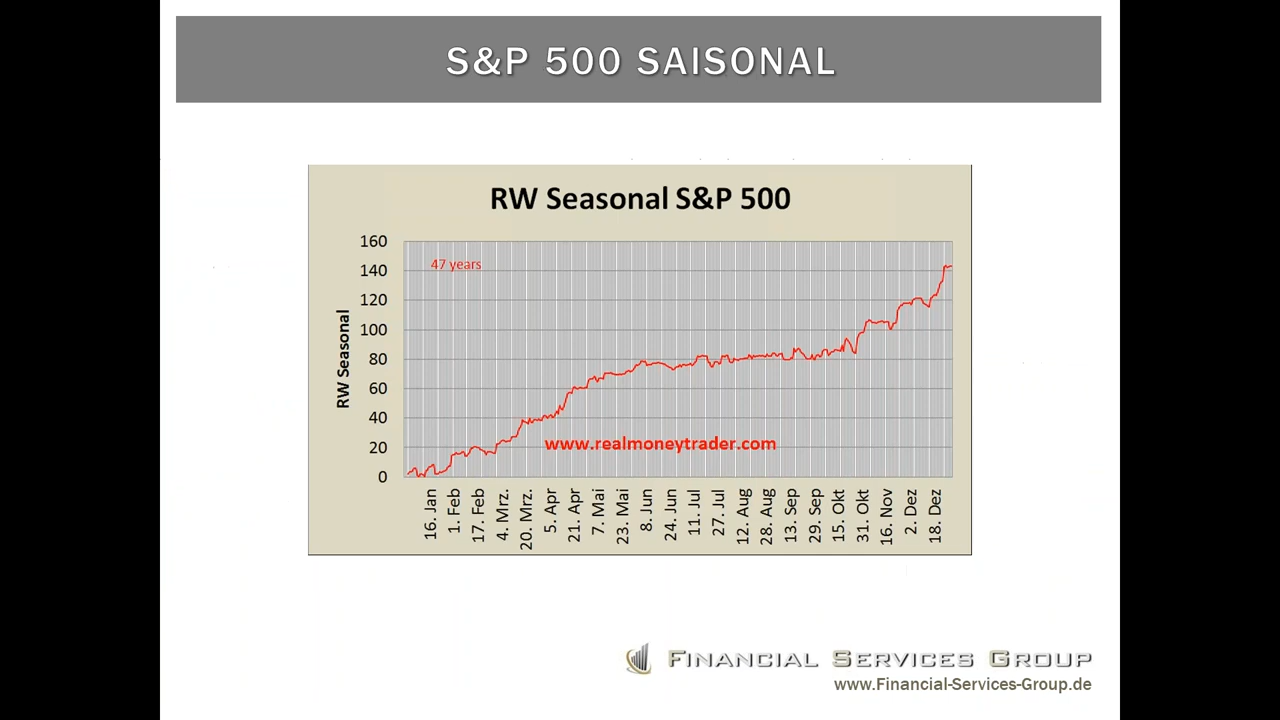 S&P 500 SAISONAL
RW Seasonal S&P 500
160
140
120
100
80
60
40
20
0
RW Seasonal
47 years
www.realmoneytrader.com
16. Jan
1. Feb
17. Feb
4. Mrz.
20. Mrz.
5. Apr
21. Apr
7. Mai
23. Mai
8. Jun
24. Jun
11. Jul
27. Jul
12. Aug
28. Aug
13. Sep
29. Sep
15. Okt
31. Okt
16. Nov
2. Dez
18. Dez
FINANCIAL SERVICES GROUP
www.Financial-Services-Group.de